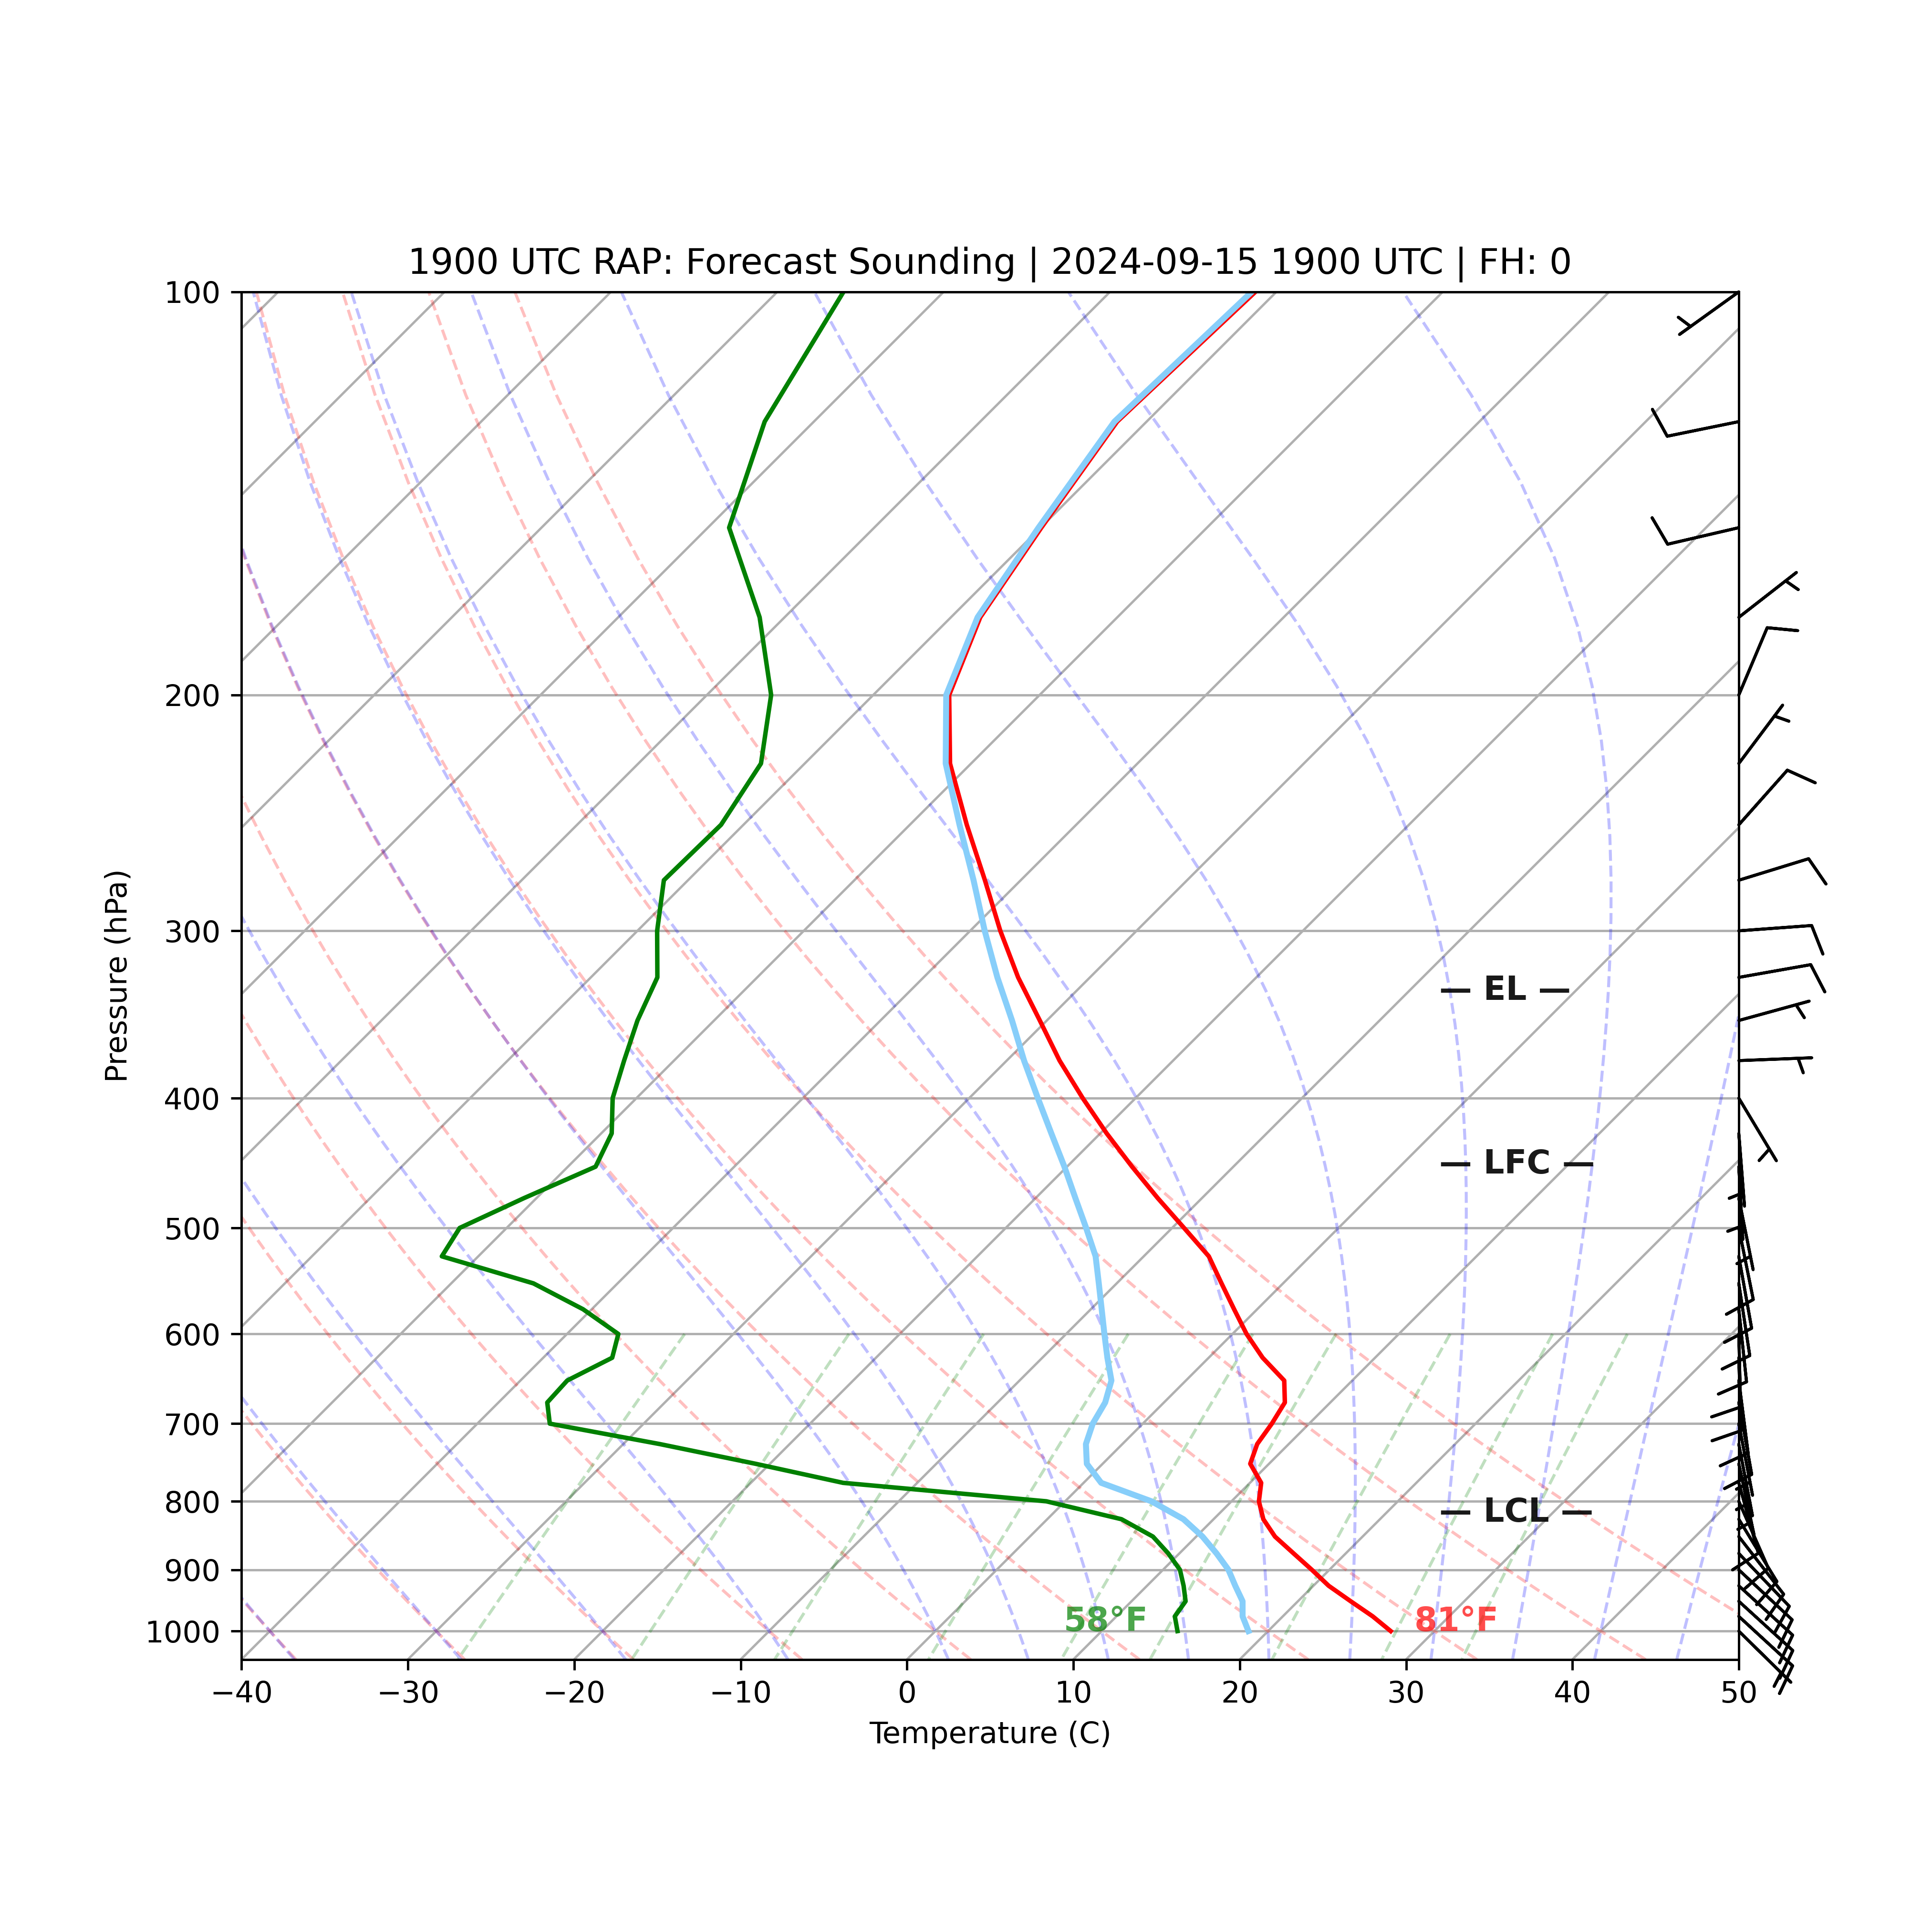 1900 UTC RAP: Forecast Sounding | 2024-09-15 1900 UTC | FH: 0
100
200
300
400
500
600
700
800
900
1000
Pressure (hPa)
— EL —
— LFC —
— LCL —
58°F
81°F
−40 −30 −20 −10 0 10 20 30 40 50
Temperature (C)